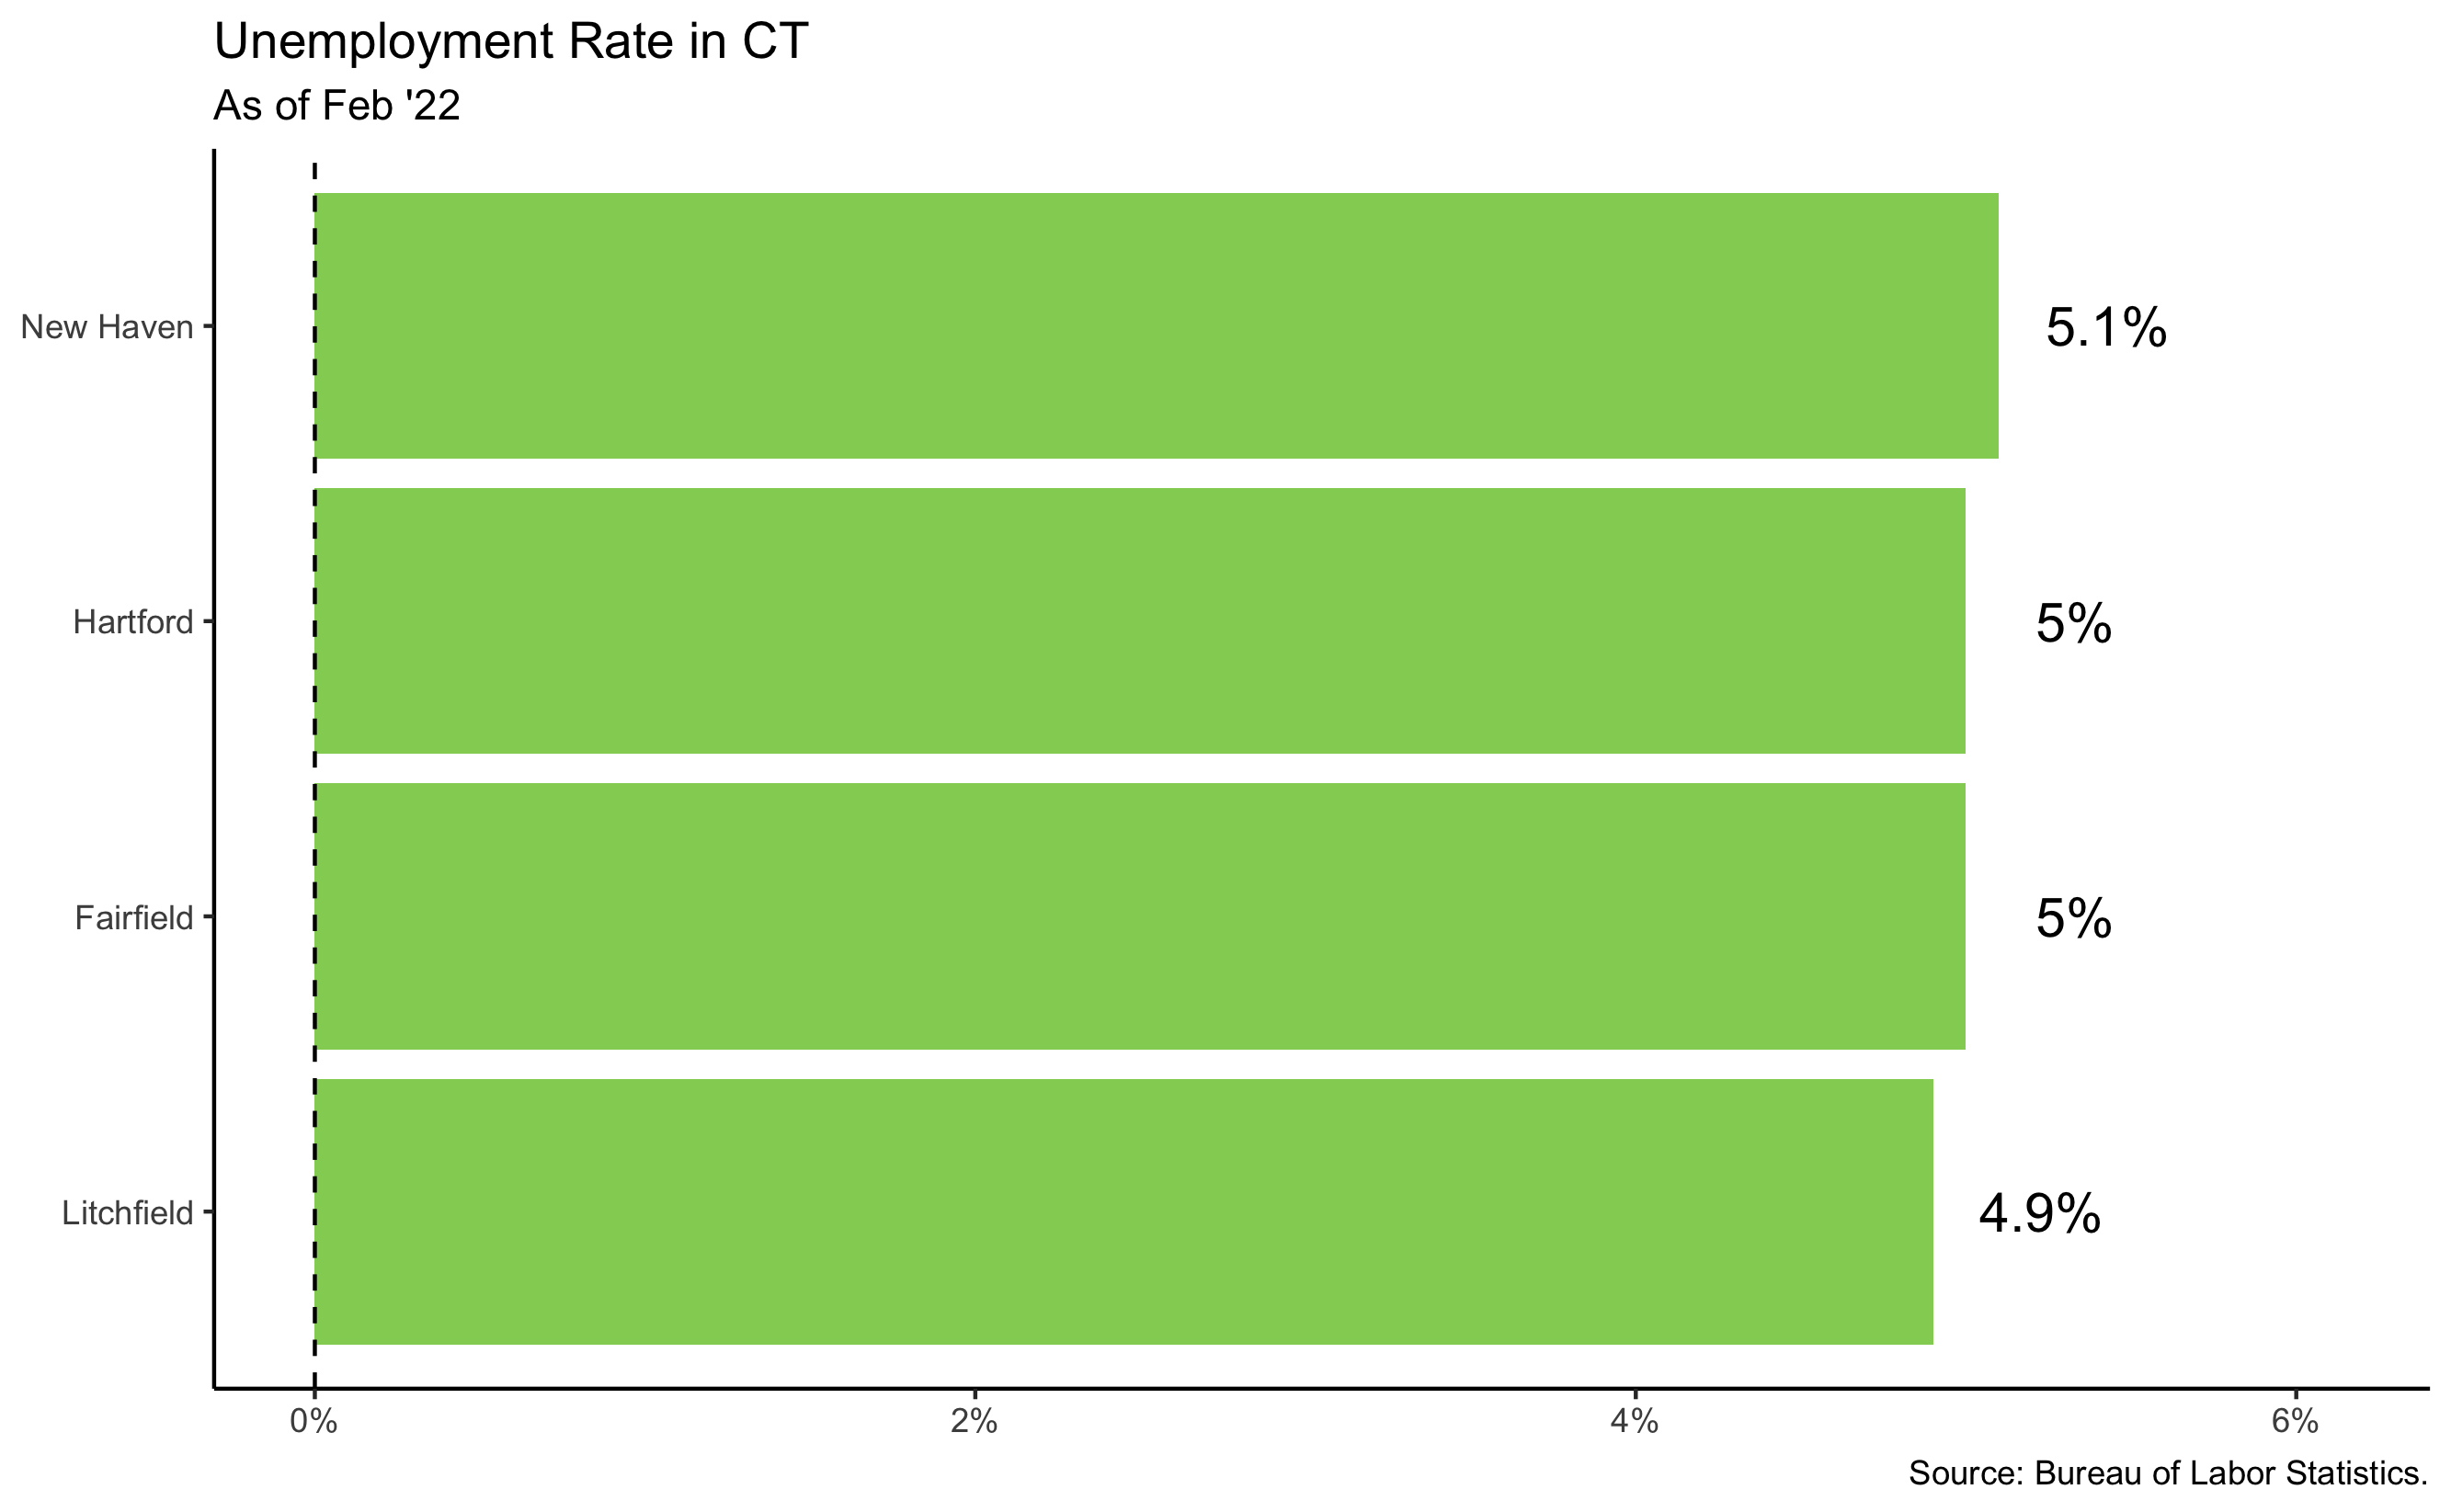 Unemployment Rate in CT
As of Feb '22
New Haven
5.1%
Hartford
5%
Fairfield
5%
Litchfield
4.9%
0% 2% 4% 6%
Source: Bureau of Labor Statistics.